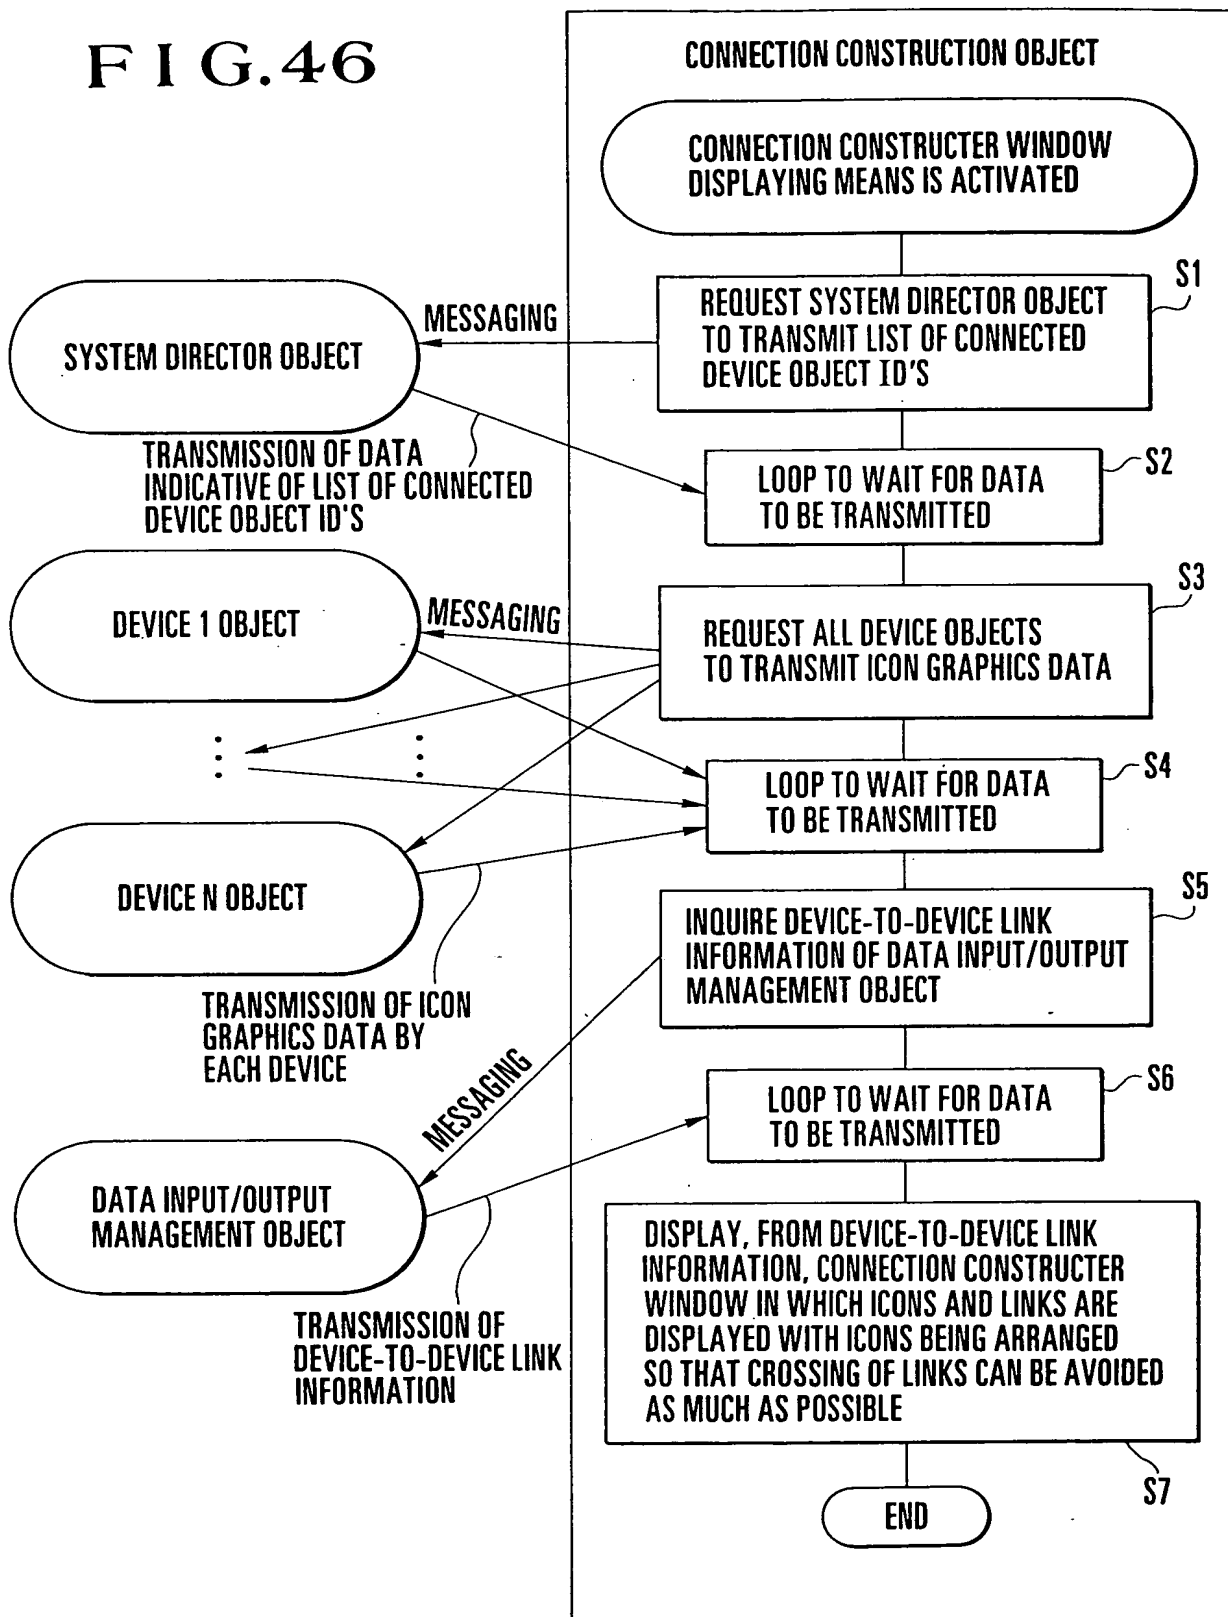 FIG.46
CONNECTION CONSTRUCTION OBJECT
CONNECTION CONSTRUCTER WINDOW
DISPLAYING MEANS IS ACTIVATED
S1
REQUEST SYSTEM DIRECTOR OBJECT
TO TRANSMIT LIST OF CONNECTED
DEVICE OBJECT ID'S
MESSAGING
SYSTEM DIRECTOR OBJECT
TRANSMISSION OF DATA
INDICATIVE OF LIST OF CONNECTED
DEVICE OBJECT ID'S
S2
LOOP TO WAIT FOR DATA
TO BE TRANSMITTED
S3
REQUEST ALL DEVICE OBJECTS
TO TRANSMIT ICON GRAPHICS DATA
MESSAGING
DEVICE 1 OBJECT
S4
LOOP TO WAIT FOR DATA
TO BE TRANSMITTED
DEVICE N OBJECT
TRANSMISSION OF ICON
GRAPHICS DATA BY
EACH DEVICE
S5
INQUIRE DEVICE-TO-DEVICE LINK
INFORMATION OF DATA INPUT/OUTPUT
MANAGEMENT OBJECT
MESSAGING
S6
LOOP TO WAIT FOR DATA
TO BE TRANSMITTED
DATA INPUT/OUTPUT
MANAGEMENT OBJECT
TRANSMISSION OF
DEVICE-TO-DEVICE LINK
INFORMATION
DISPLAY, FROM DEVICE-TO-DEVICE LINK
INFORMATION, CONNECTION CONSTRUCTER
WINDOW IN WHICH ICONS AND LINKS ARE
DISPLAYED WITH ICONS BEING ARRANGED
SO THAT CROSSING OF LINKS CAN BE AVOIDED
AS MUCH AS POSSIBLE
S7
END